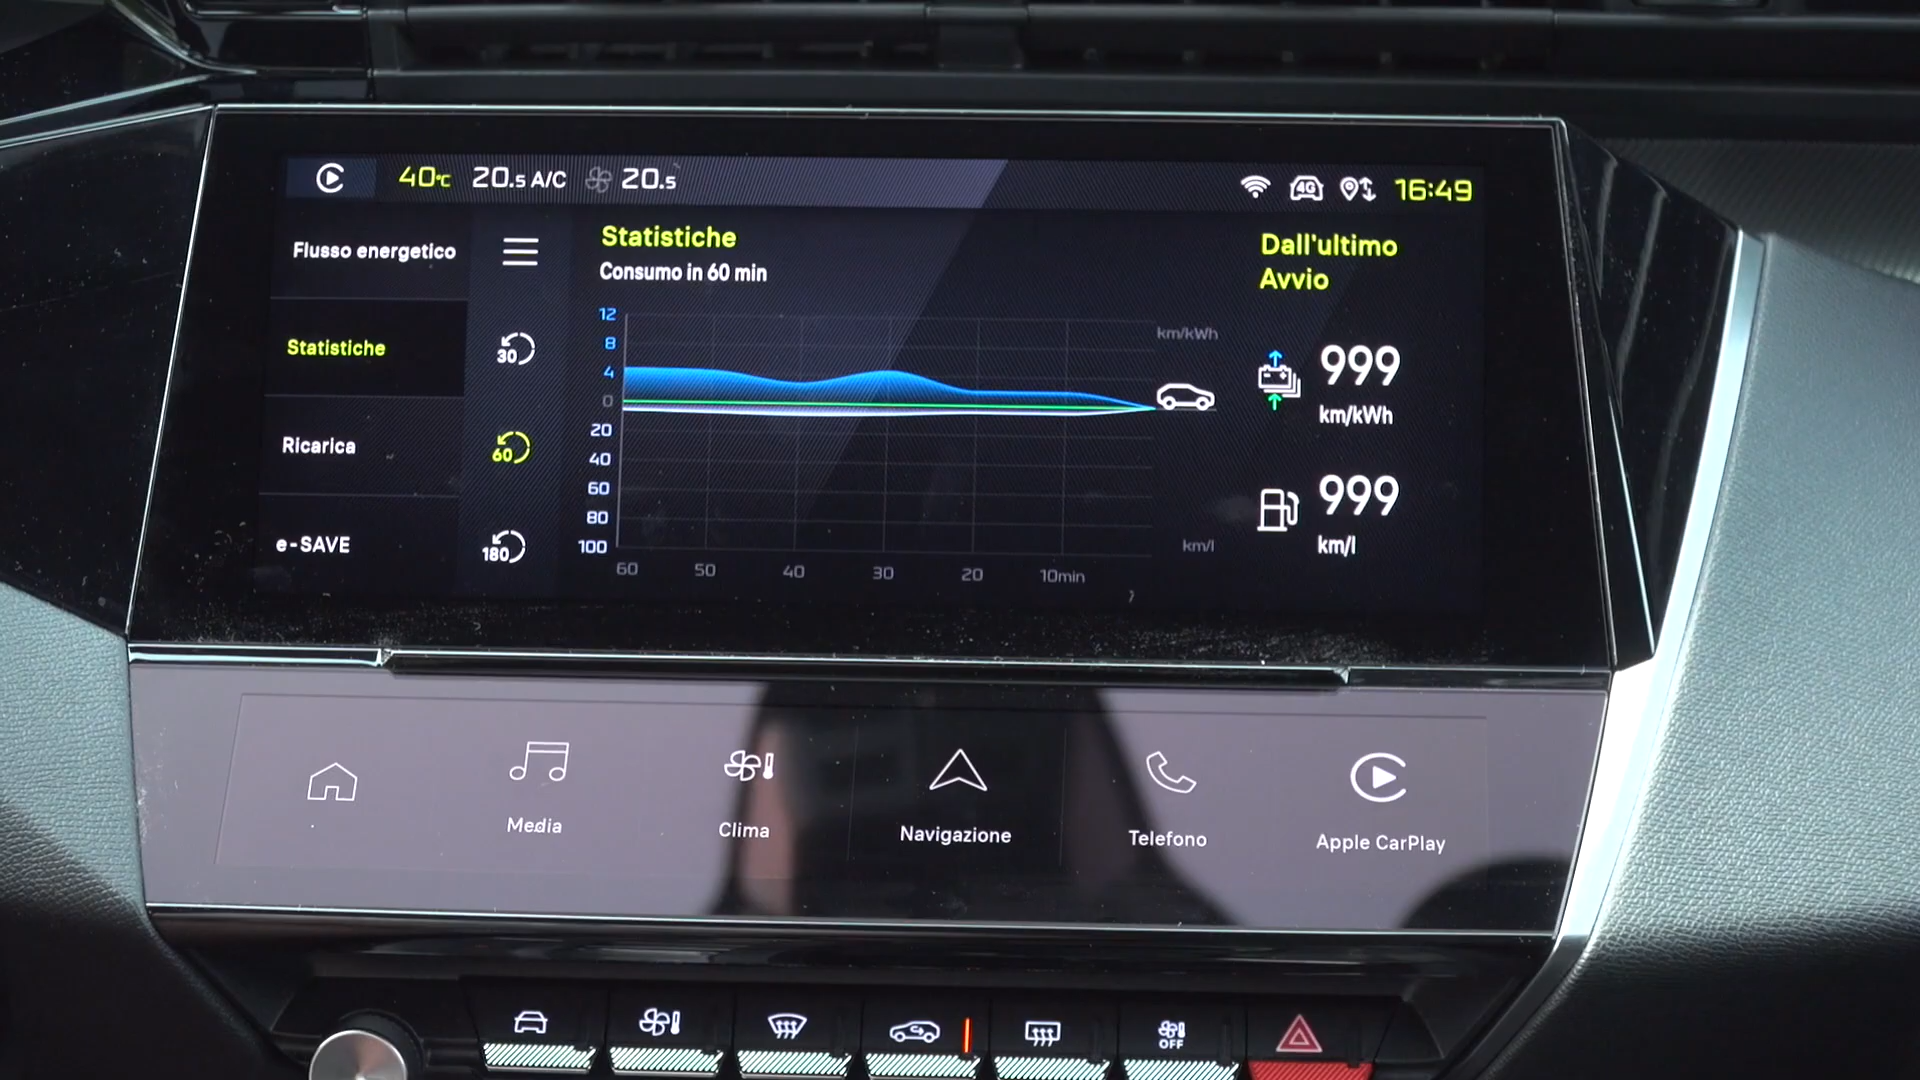 40°C 20.5 A/C 20.5 4G 16:49
Flusso energetico
Statistiche
Ricarica
e-SAVE
30
60
180
Statistiche
Consumo in 60 min
12
8
4
0
20
40
60
80
100
km/kWh
km/l
60 50 40 30 20 10min
Dall'ultimo
Avvio
999
km/kWh
999
km/l
Media
Clima
Navigazione
Telefono
Apple CarPlay
OFF